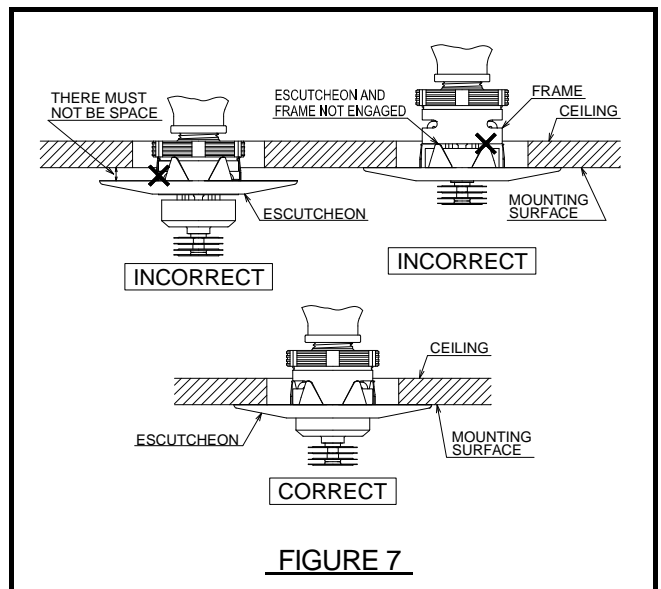 THERE MUST
NOT BE SPACE
ESCUTCHEON
INCORRECT
ESCUTCHEON AND
FRAME NOT ENGAGED
FRAME
CEILING
MOUNTING
SURFACE
INCORRECT
CEILING
ESCUTCHEON
MOUNTING
SURFACE
CORRECT
FIGURE 7